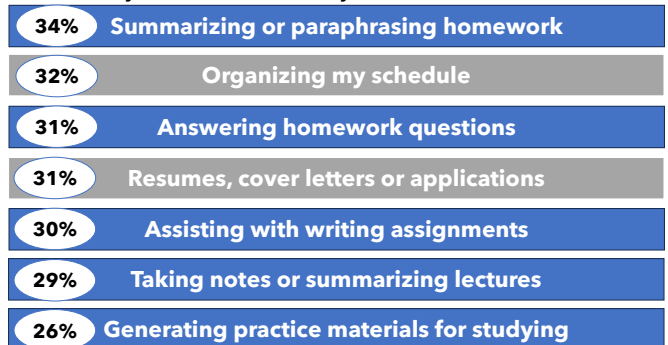 34% Summarizing or paraphrasing homework
32% Organizing my schedule
31% Answering homework questions
31% Resumes, cover letters or applications
30% Assisting with writing assignments
29% Taking notes or summarizing lectures
26% Generating practice materials for studying